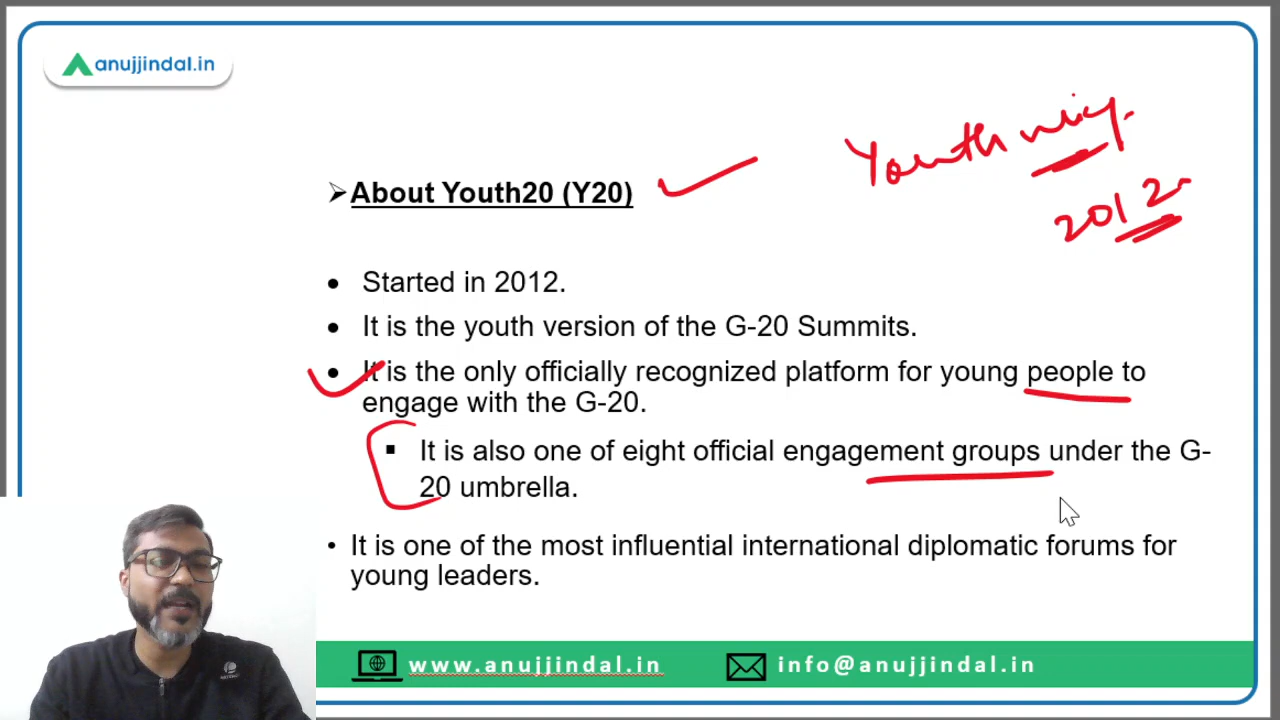 anujjindal.in
Youth
2012
About Youth20 (Y20)
Started in 2012.
It is the youth version of the G-20 Summits.
It is the only officially recognized platform for young people to
engage with the G-20.
It is also one of eight official engagement groups under the G-
20 umbrella.
It is one of the most influential international diplomatic forums for
young leaders.
www.anujjindal.in
info@anujjindal.in